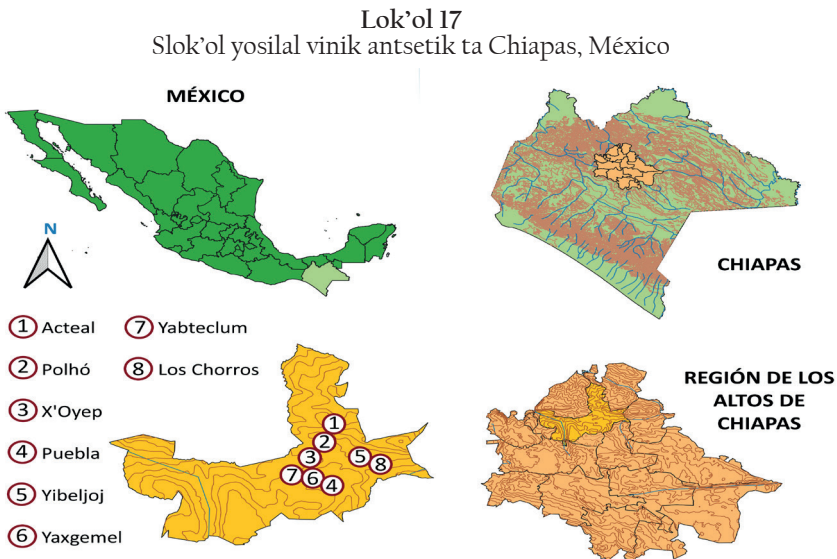 Lok’ol 17
Slok’ol yosilal vinik antsetik ta Chiapas, México
MÉXICO
N
CHIAPAS
1 Acteal
7 Yabteclum
2 Polhó
8 Los Chorros
3 X'Oyep
4 Puebla
5 Yibeljoj
6 Yaxgemel
1
2
3
5
8
7
6
4
REGIÓN DE LOS
ALTOS DE
CHIAPAS